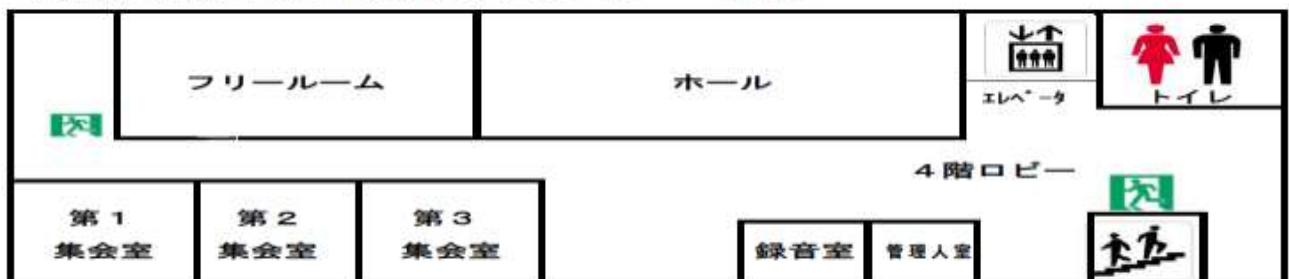 フリールーム
ホール
エレベータ
トイレ
4階ロビー
第1
集会室
第2
集会室
第3
集会室
録音室
管理人室